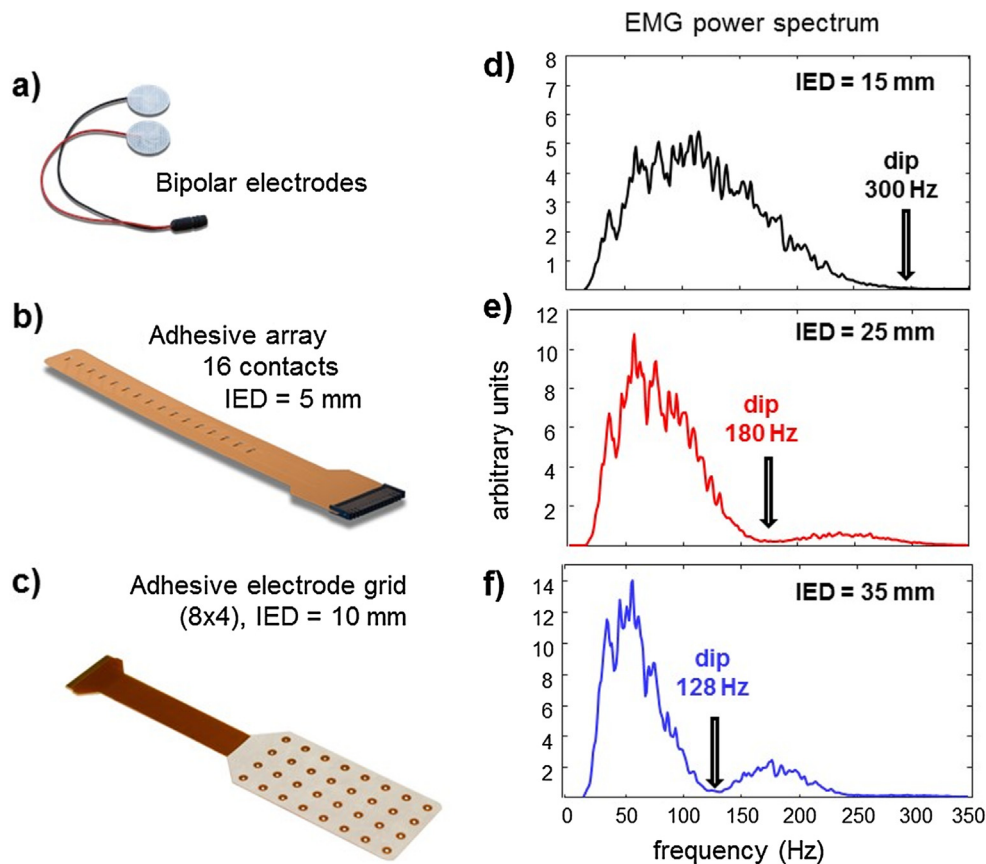 a)
Bipolar electrodes
b)
Adhesive array
16 contacts
IED = 5 mm
c)
Adhesive electrode grid
(8x4), IED = 10 mm
EMG power spectrum
d)
IED = 15 mm
8
7
6
5
4
3
2
1
dip
300 Hz
e)
IED = 25 mm
12
10
8
6
4
2
dip
180 Hz
arbitrary units
f)
IED = 35 mm
14
12
10
8
6
4
2
dip
128 Hz
0 50 100 150 200 250 300 350
frequency (Hz)